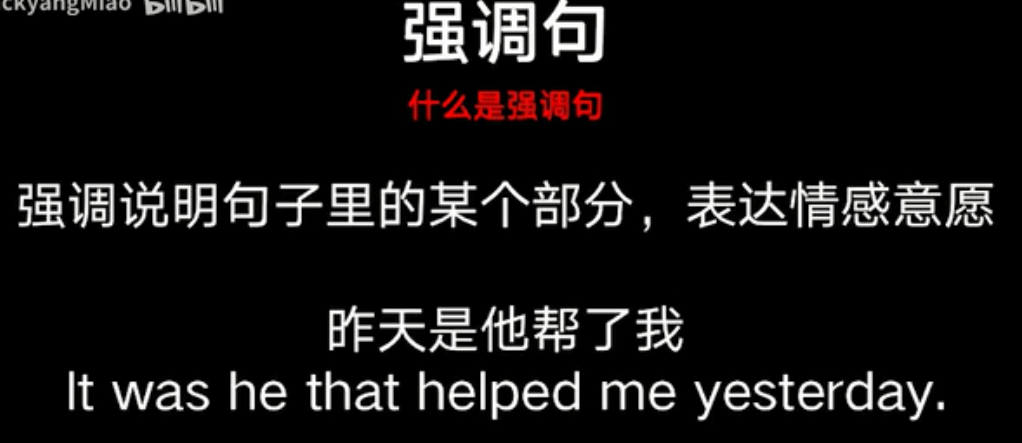 ckyangMiao bilibili
强调句
什么是强调句
强调说明句子里的某个部分，表达情感意愿
昨天是他帮了我
It was he that helped me yesterday.